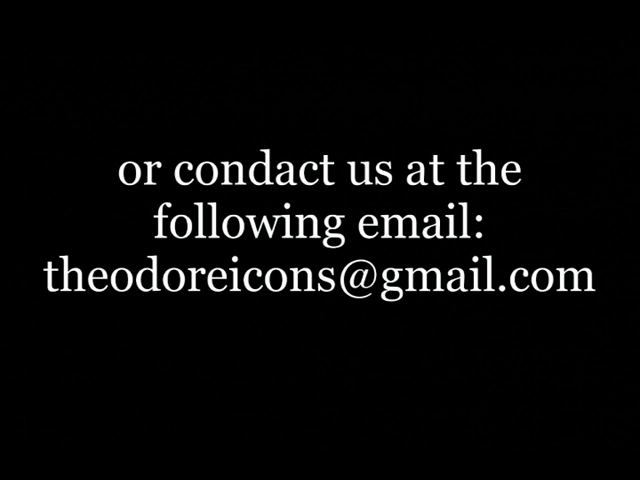 or condact us at the
following email:
theodoreicons@gmail.com